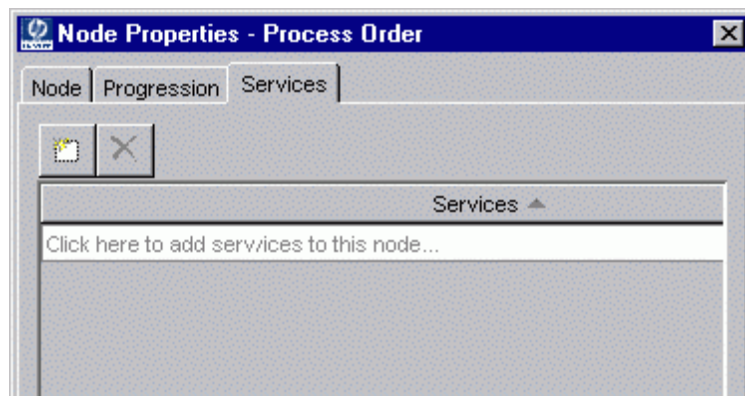 Node Properties - Process Order
Node Progression Services
Services
Click here to add services to this node...